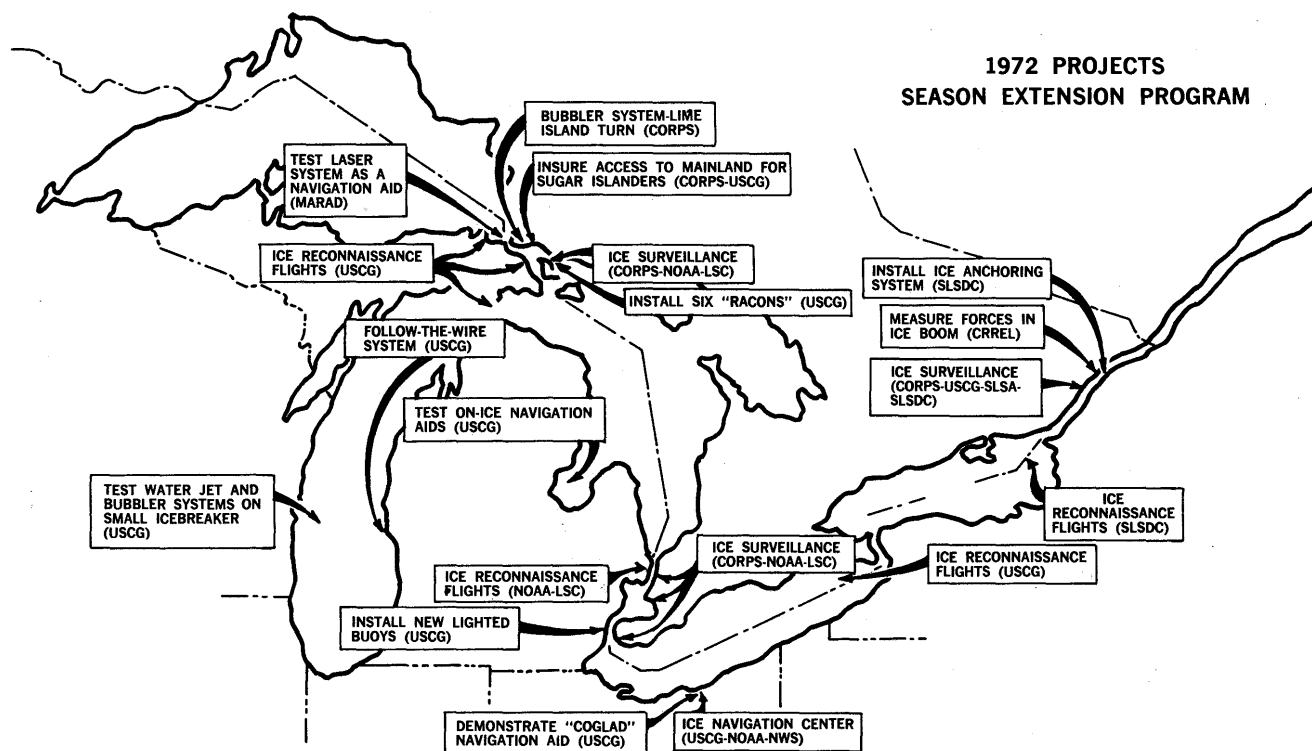 1972 PROJECTS
SEASON EXTENSION PROGRAM
BUBBLER SYSTEM-LIME
ISLAND TURN (CORPS)
TEST LASER
SYSTEM AS A
NAVIGATION AID
(MARAD)
INSURE ACCESS TO MAINLAND FOR
SUGAR ISLANDERS (CORPS-USCG)
ICE RECONNAISSANCE
FLIGHTS (USCG)
ICE SURVEILLANCE
(CORPS-NOAA-LSC)
INSTALL SIX "RACONS" (USCG)
INSTALL ICE ANCHORING
SYSTEM (SLSDC)
MEASURE FORCES IN
ICE BOOM (CRREL)
ICE SURVEILLANCE
(CORPS-USCG-SLSA-
SLSDC)
FOLLOW-THE-WIRE
SYSTEM (USCG)
TEST ON-ICE NAVIGATION
AIDS (USCG)
TEST WATER JET AND
BUBBLER SYSTEMS ON
SMALL ICEBREAKER
(USCG)
ICE
RECONNAISSANCE
FLIGHTS (SLSDC)
ICE SURVEILLANCE
(CORPS-NOAA-LSC)
ICE RECONNAISSANCE
FLIGHTS (USCG)
ICE RECONNAISSANCE
FLIGHTS (NOAA-LSC)
INSTALL NEW LIGHTED
BUOYS (USCG)
DEMONSTRATE "COGLAD"
NAVIGATION AID (USCG)
ICE NAVIGATION CENTER
(USCG-NOAA-NWS)